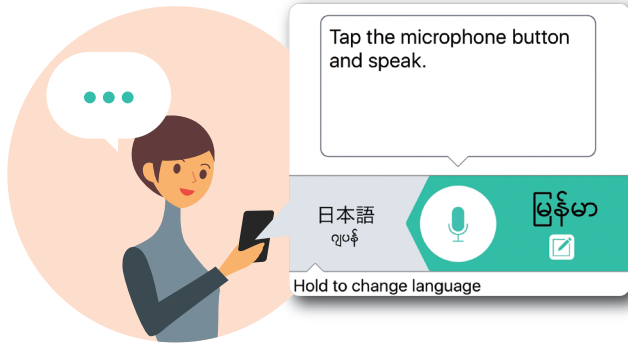 Tap the microphone button
and speak.
日本語
ဂျပန်
မြန်မာ
Hold to change language